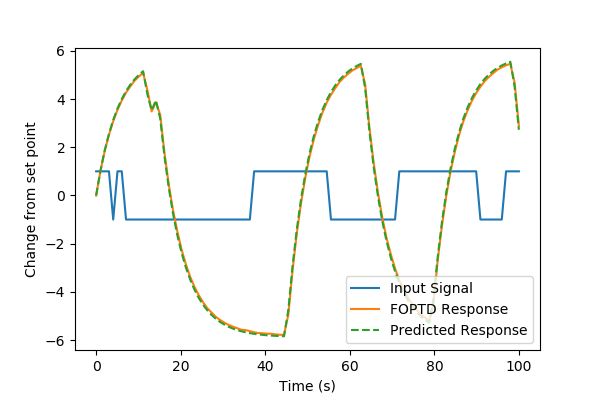 6
4
2
0
−2
−4
−6
Change from set point
Input Signal
FOPTD Response
Predicted Response
0 20 40 60 80 100
Time (s)